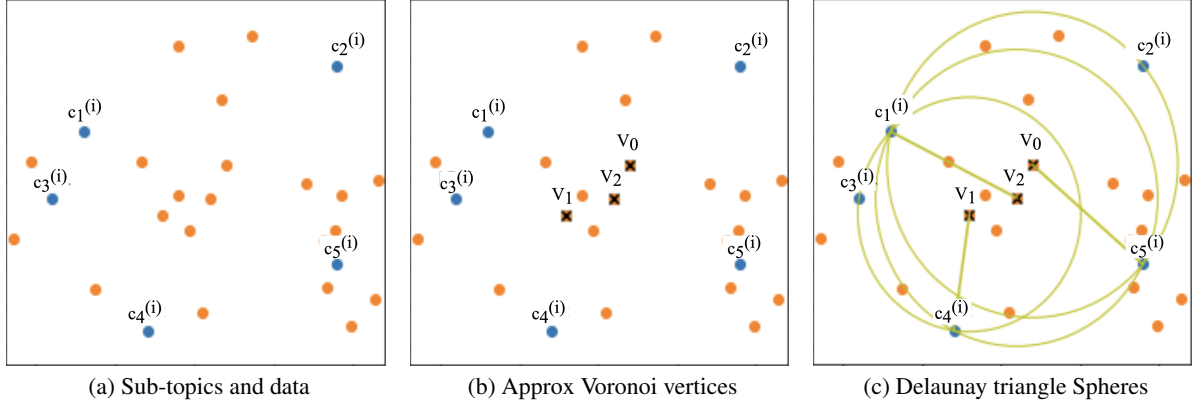 c2(i)
c1(i)
c3(i)
c5(i)
c4(i)
(a) Sub-topics and data
c2(i)
c1(i)
V0
c3(i)
V1
V2
c5(i)
c4(i)
(b) Approx Voronoi vertices
c2(i)
c1(i)
V0
c3(i)
V1
V2
c5(i)
c4(i)
(c) Delaunay triangle Spheres